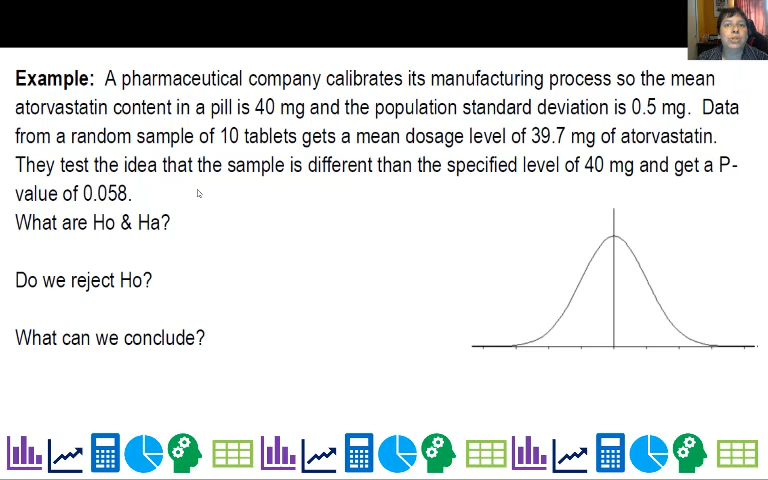 Example: A pharmaceutical company calibrates its manufacturing process so the mean
atorvastatin content in a pill is 40 mg and the population standard deviation is 0.5 mg. Data
from a random sample of 10 tablets gets a mean dosage level of 39.7 mg of atorvastatin.
They test the idea that the sample is different than the specified level of 40 mg and get a P-
value of 0.058.
What are Ho & Ha?
Do we reject Ho?
What can we conclude?